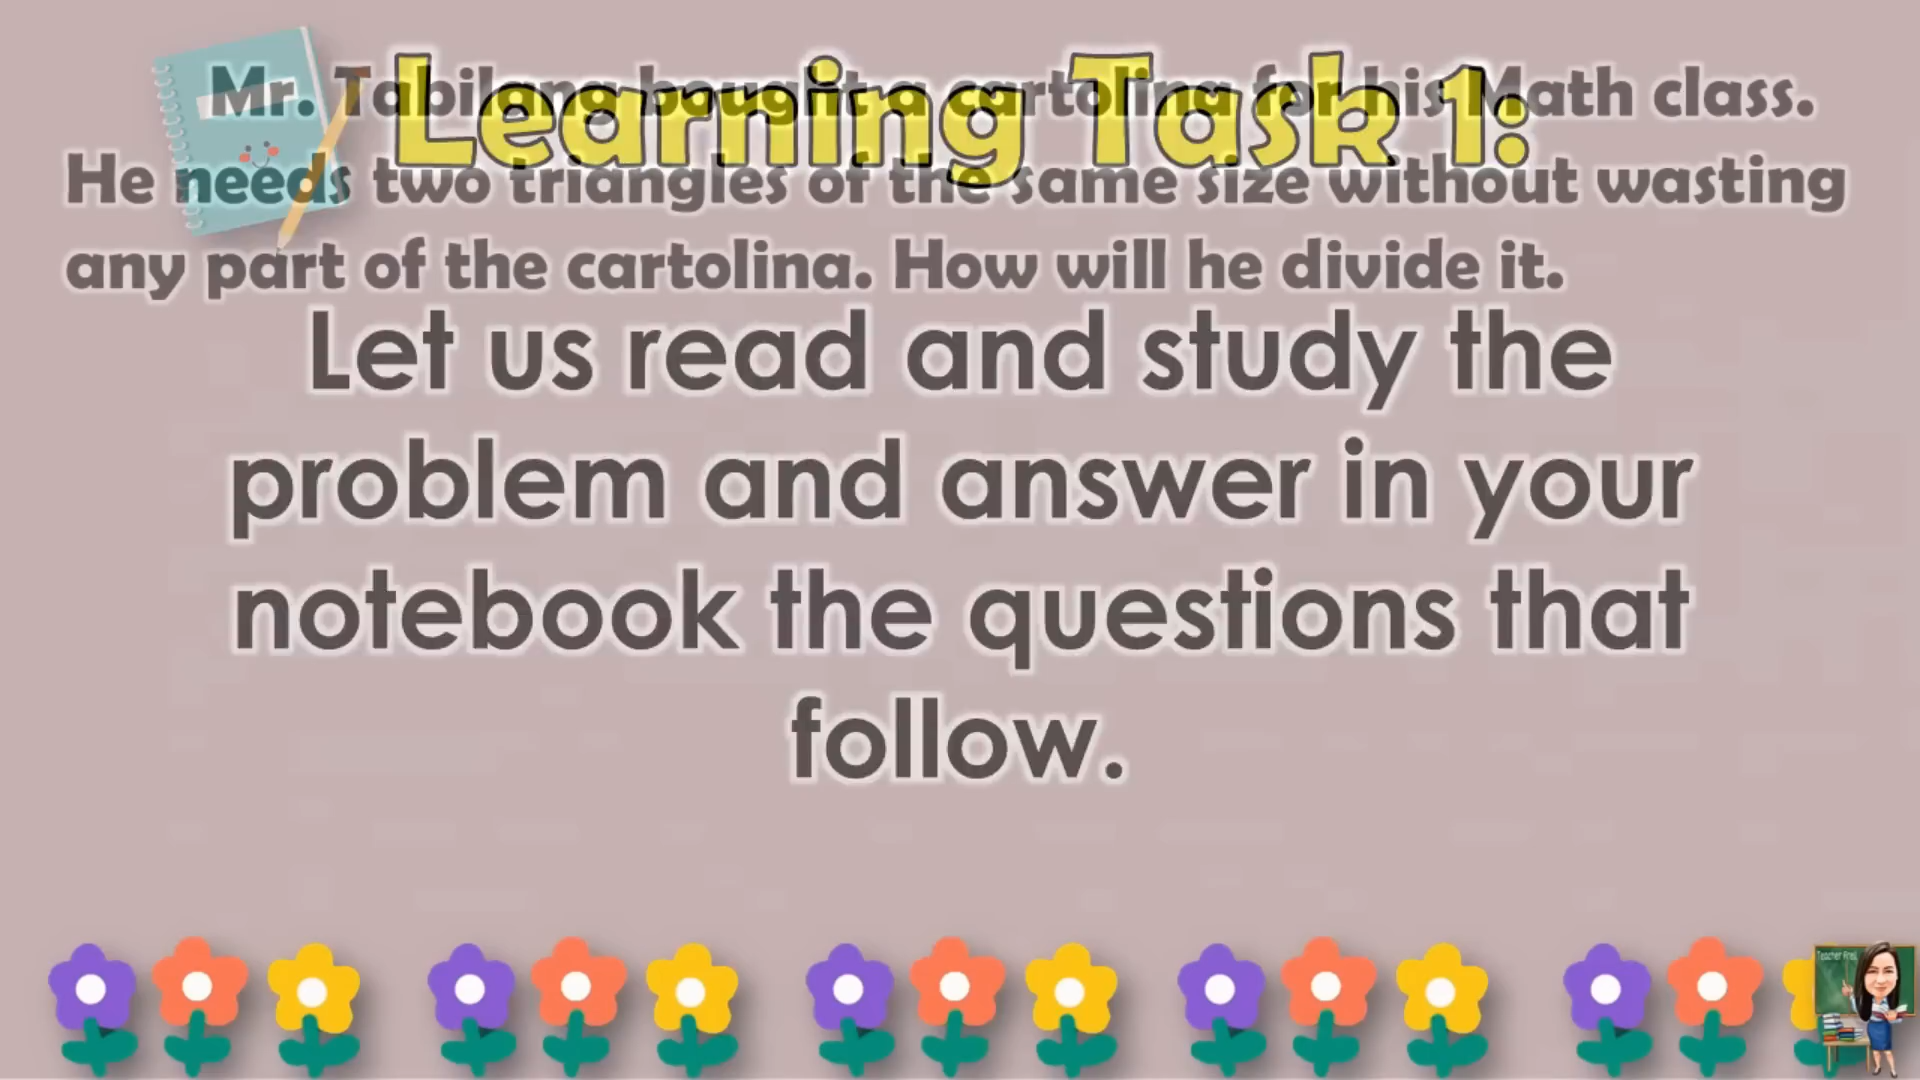 Learning Task 1:
Mr. Tabilang bought a cartolina for his Math class.
He needs two triangles of the same size without wasting
any part of the cartolina. How will he divide it.
Let us read and study the
problem and answer in your
notebook the questions that
follow.